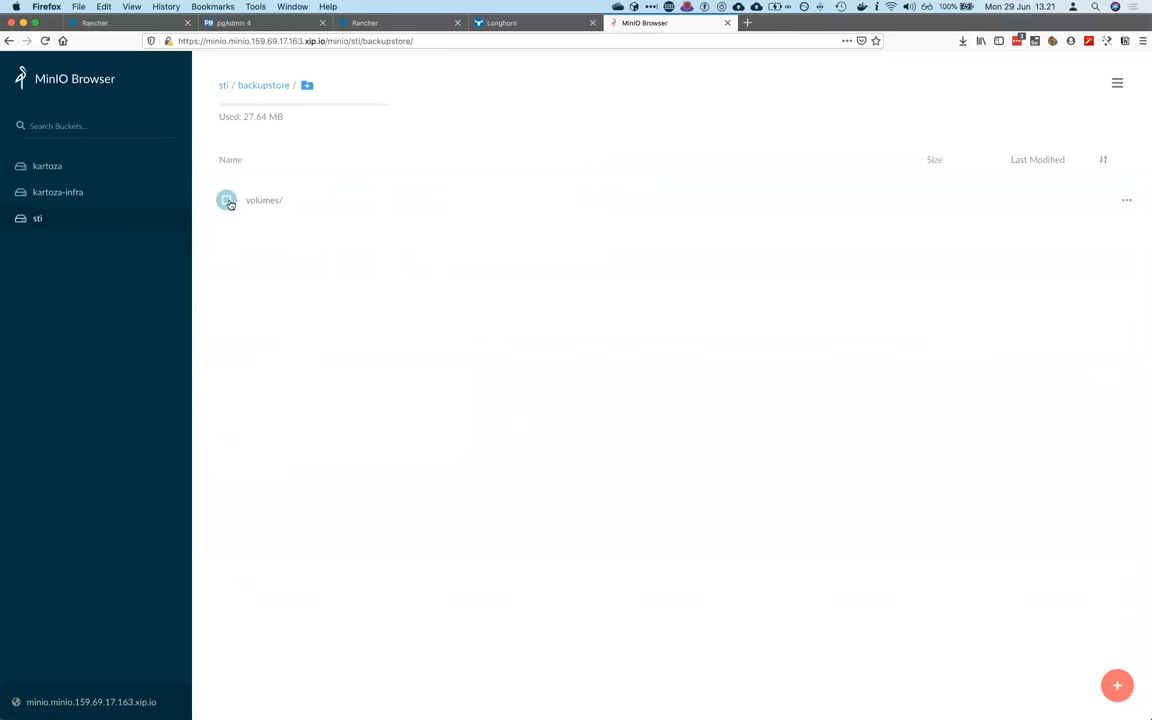 Firefox File Edit View History Bookmarks Tools Window Help 100% Mon 29 Jun 13.21
Rancher pgAdmin 4 Rancher Longhorn MinIO Browser
https://minio.minio.159.69.17.163.xip.io/minio/sti/backupstore/
MinIO Browser
sti / backupstore /
Used: 27.64 MB
Search Buckets...
Name Size Last Modified
kartoza
kartoza-infra
sti
volumes/
minio.minio.159.69.17.163.xip.io